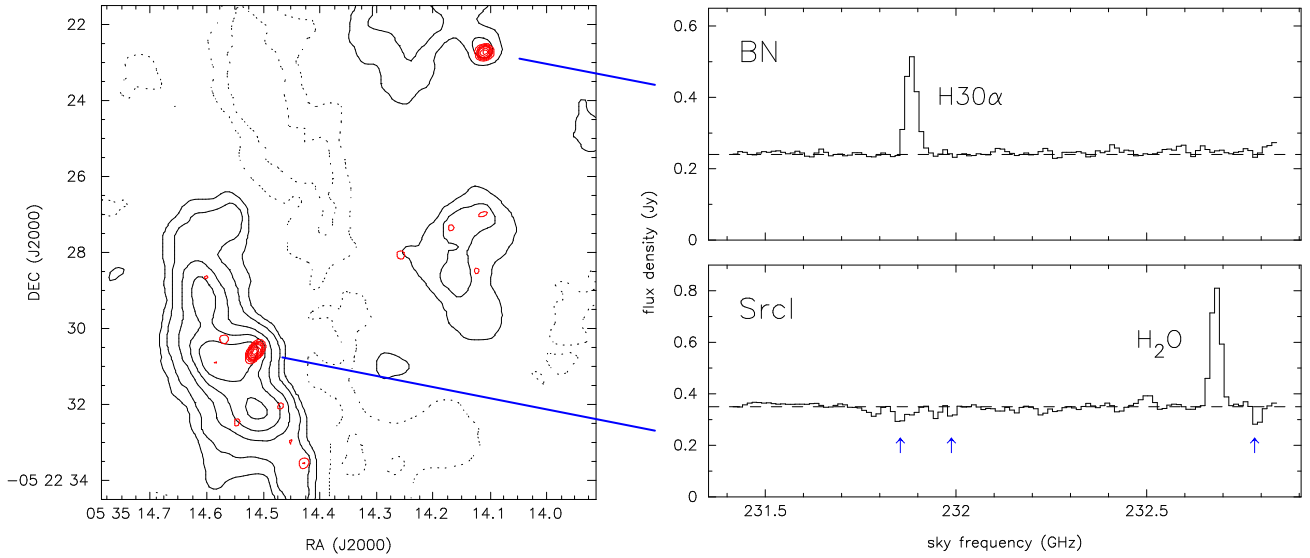 22
24
26
28
30
32
−05 22 34
DEC (J2000)
05 35 14.7
14.6
14.5
14.4
14.3
14.2
14.1
14.0
RA (J2000)
0.6
0.4
0.2
0
BN
H30α
flux density (Jy)
0.8
0.6
0.4
0.2
0
SrcI
H₂O
231.5
232
232.5
sky frequency (GHz)